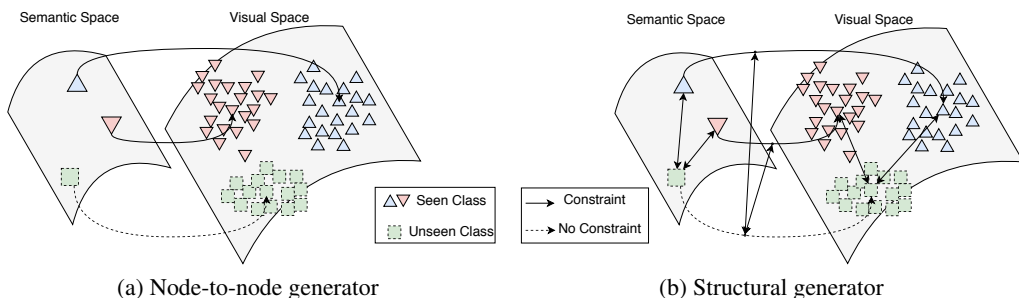 Semantic Space
Visual Space
Semantic Space
Visual Space
Seen Class
Unseen Class
Constraint
No Constraint
(a) Node-to-node generator
(b) Structural generator